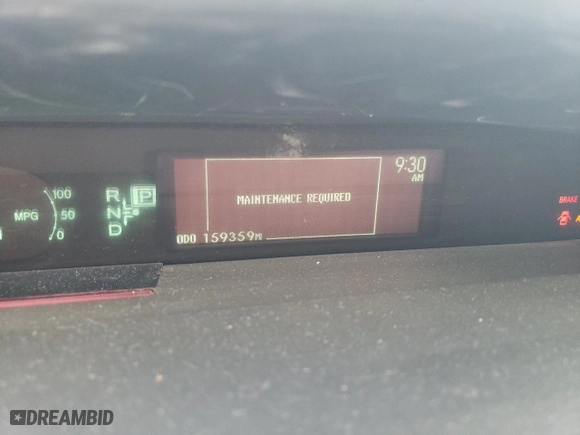 9:30
AM
100
MPG 50
0
R P
N
D
MAINTENANCE REQUIRED
ODO 159359MI
BRAKE
DREAMBID